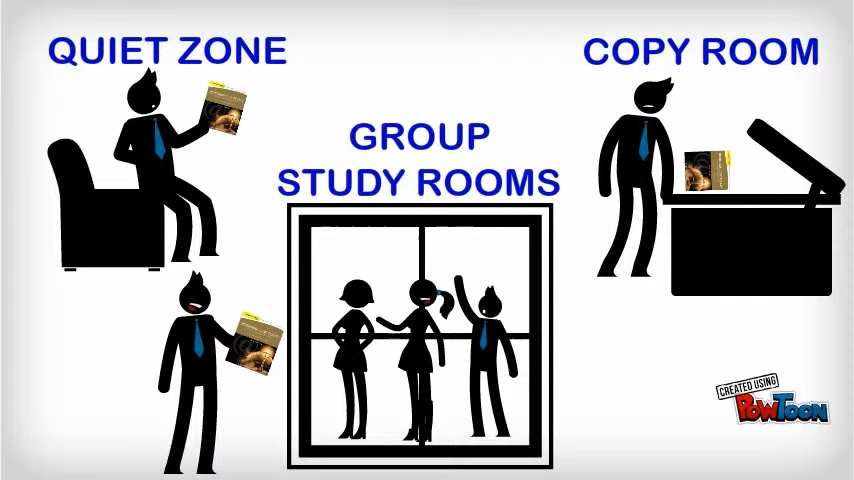 QUIET ZONE
COPY ROOM
GROUP
STUDY ROOMS
CREATED USING
POWTOON